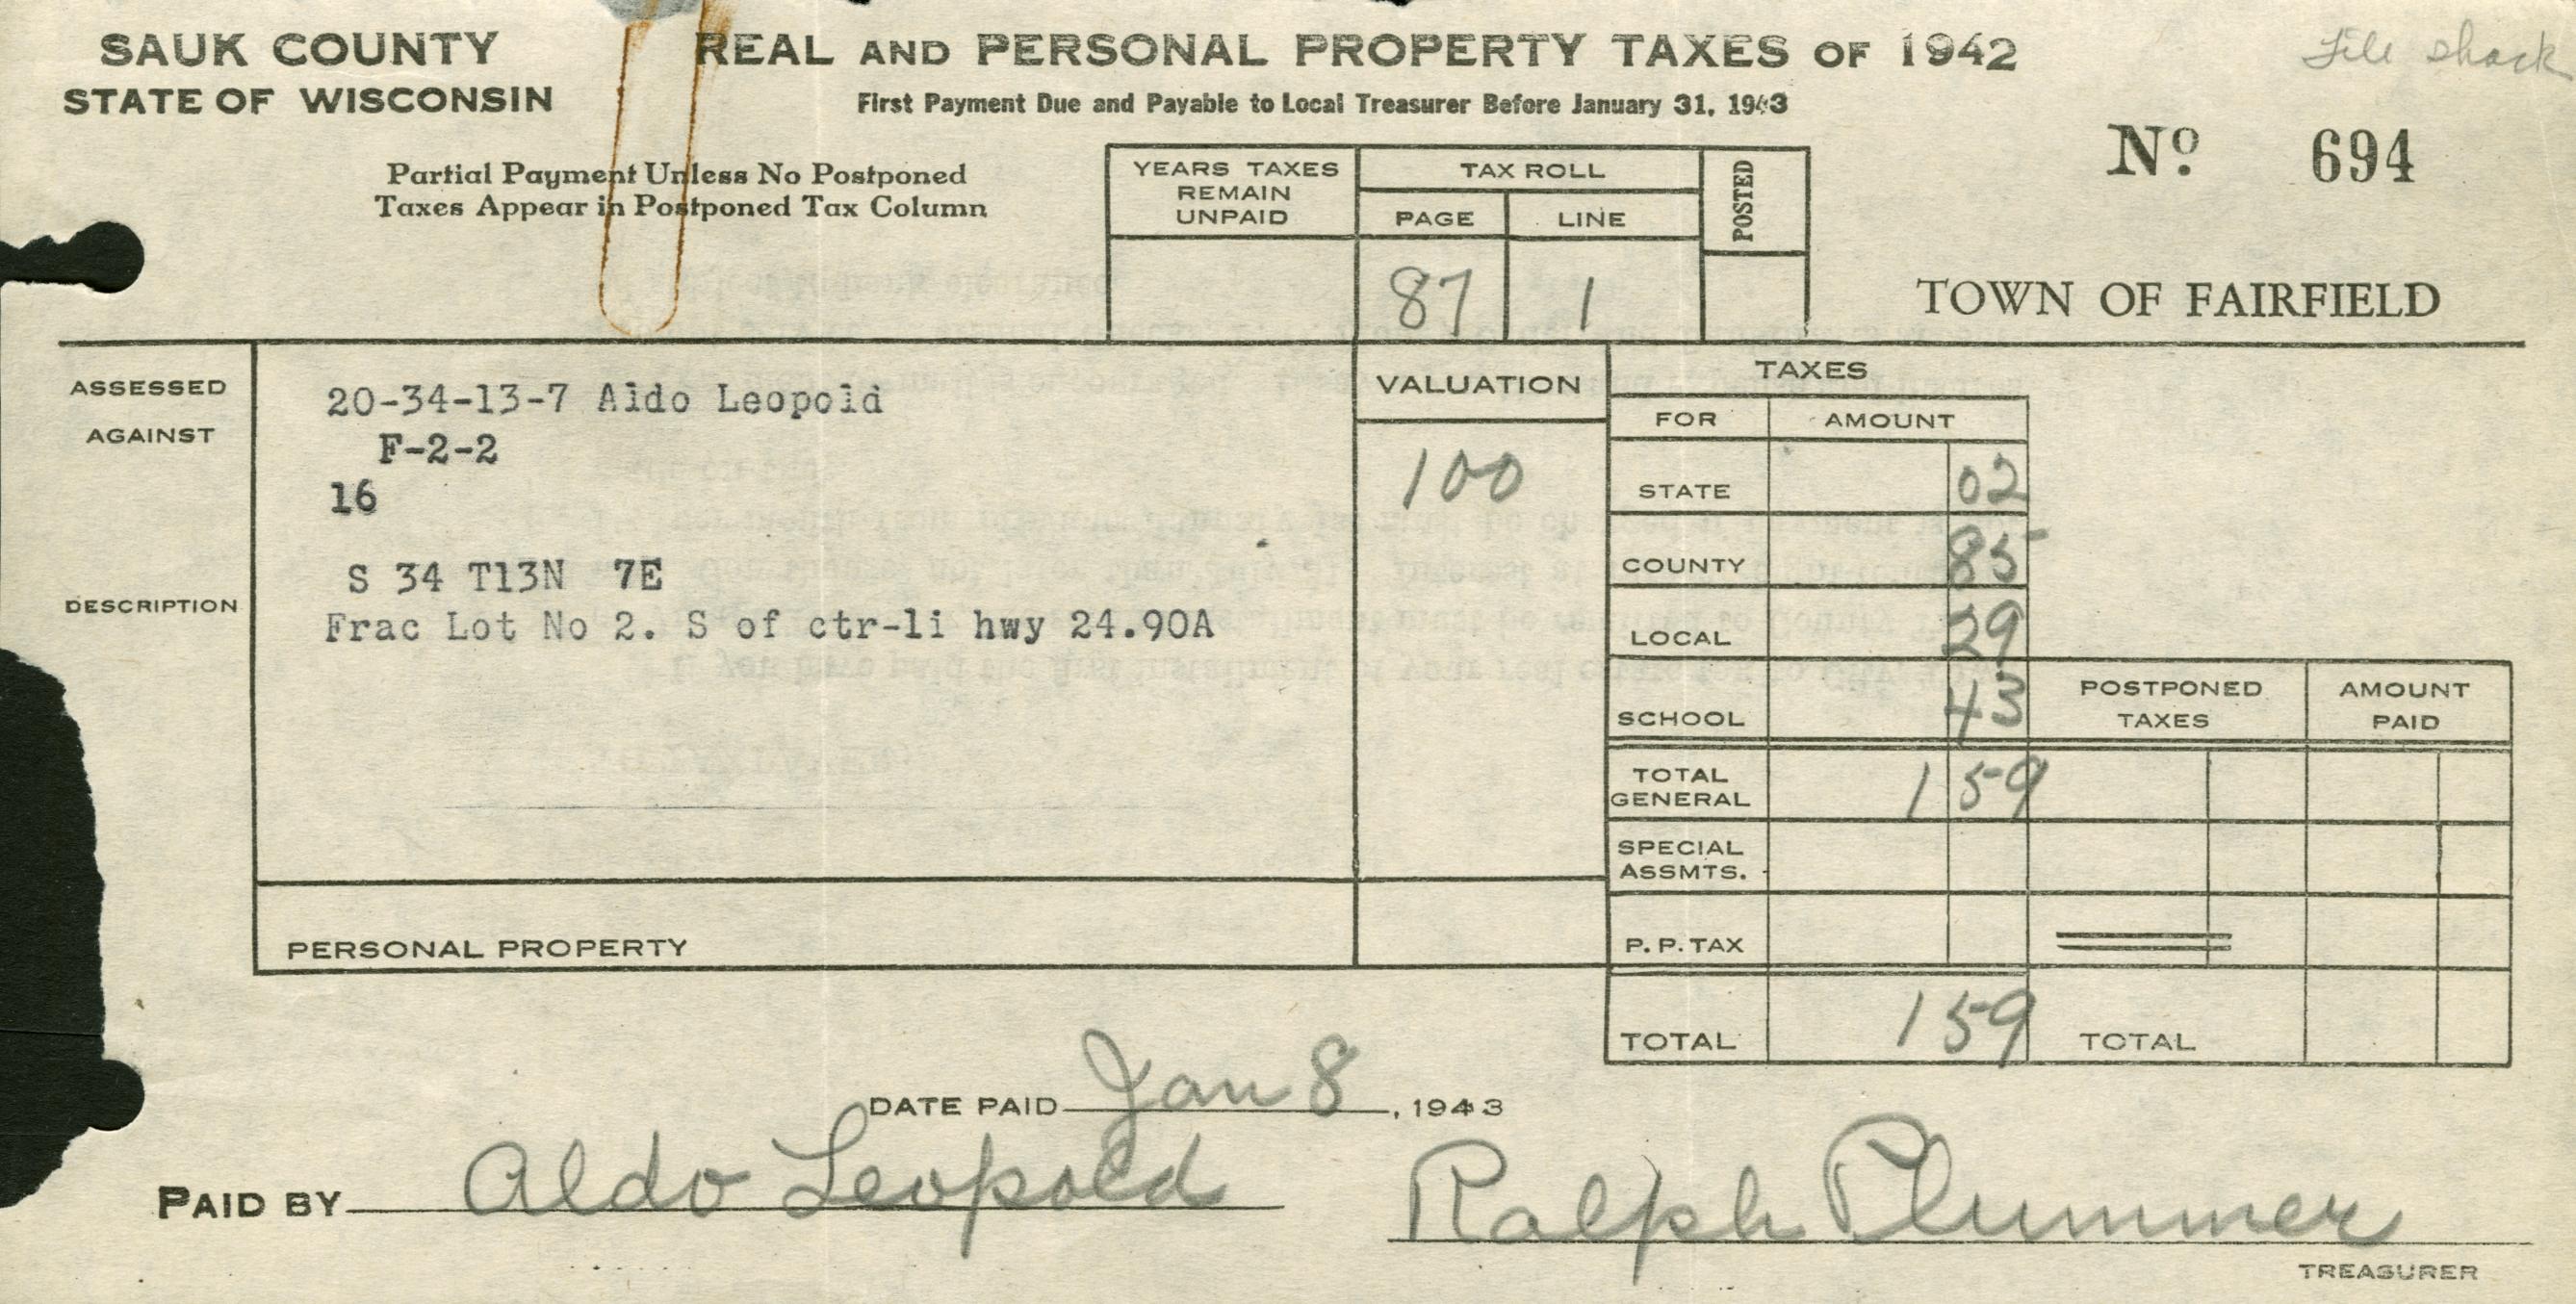 SAUK COUNTY
STATE OF WISCONSIN
REAL AND PERSONAL PROPERTY TAXES OF 1942
First Payment Due and Payable to Local Treasurer Before January 31, 1943
File shack
Partial Payment Unless No Postponed
Taxes Appear in Postponed Tax Column
YEARS TAXES
REMAIN
UNPAID
TAX ROLL
PAGE
LINE
POSTED
87
1
Nº 694
TOWN OF FAIRFIELD
ASSESSED
AGAINST
20-34-13-7 Aldo Leopold
F-2-2
16
DESCRIPTION
S 34 T13N 7E
Frac Lot No 2. S of ctr-li hwy 24.90A
PERSONAL PROPERTY
VALUATION
100
TAXES
FOR AMOUNT
STATE 02
COUNTY 85
LOCAL 29
SCHOOL 43
POSTPONED
TAXES
AMOUNT
PAID
TOTAL
GENERAL 1 59
SPECIAL
ASSMTS.
P. P. TAX
TOTAL 1 59 TOTAL
DATE PAID Jan 8, 1943
PAID BY Aldo Leopold
Ralph Plummer
TREASURER